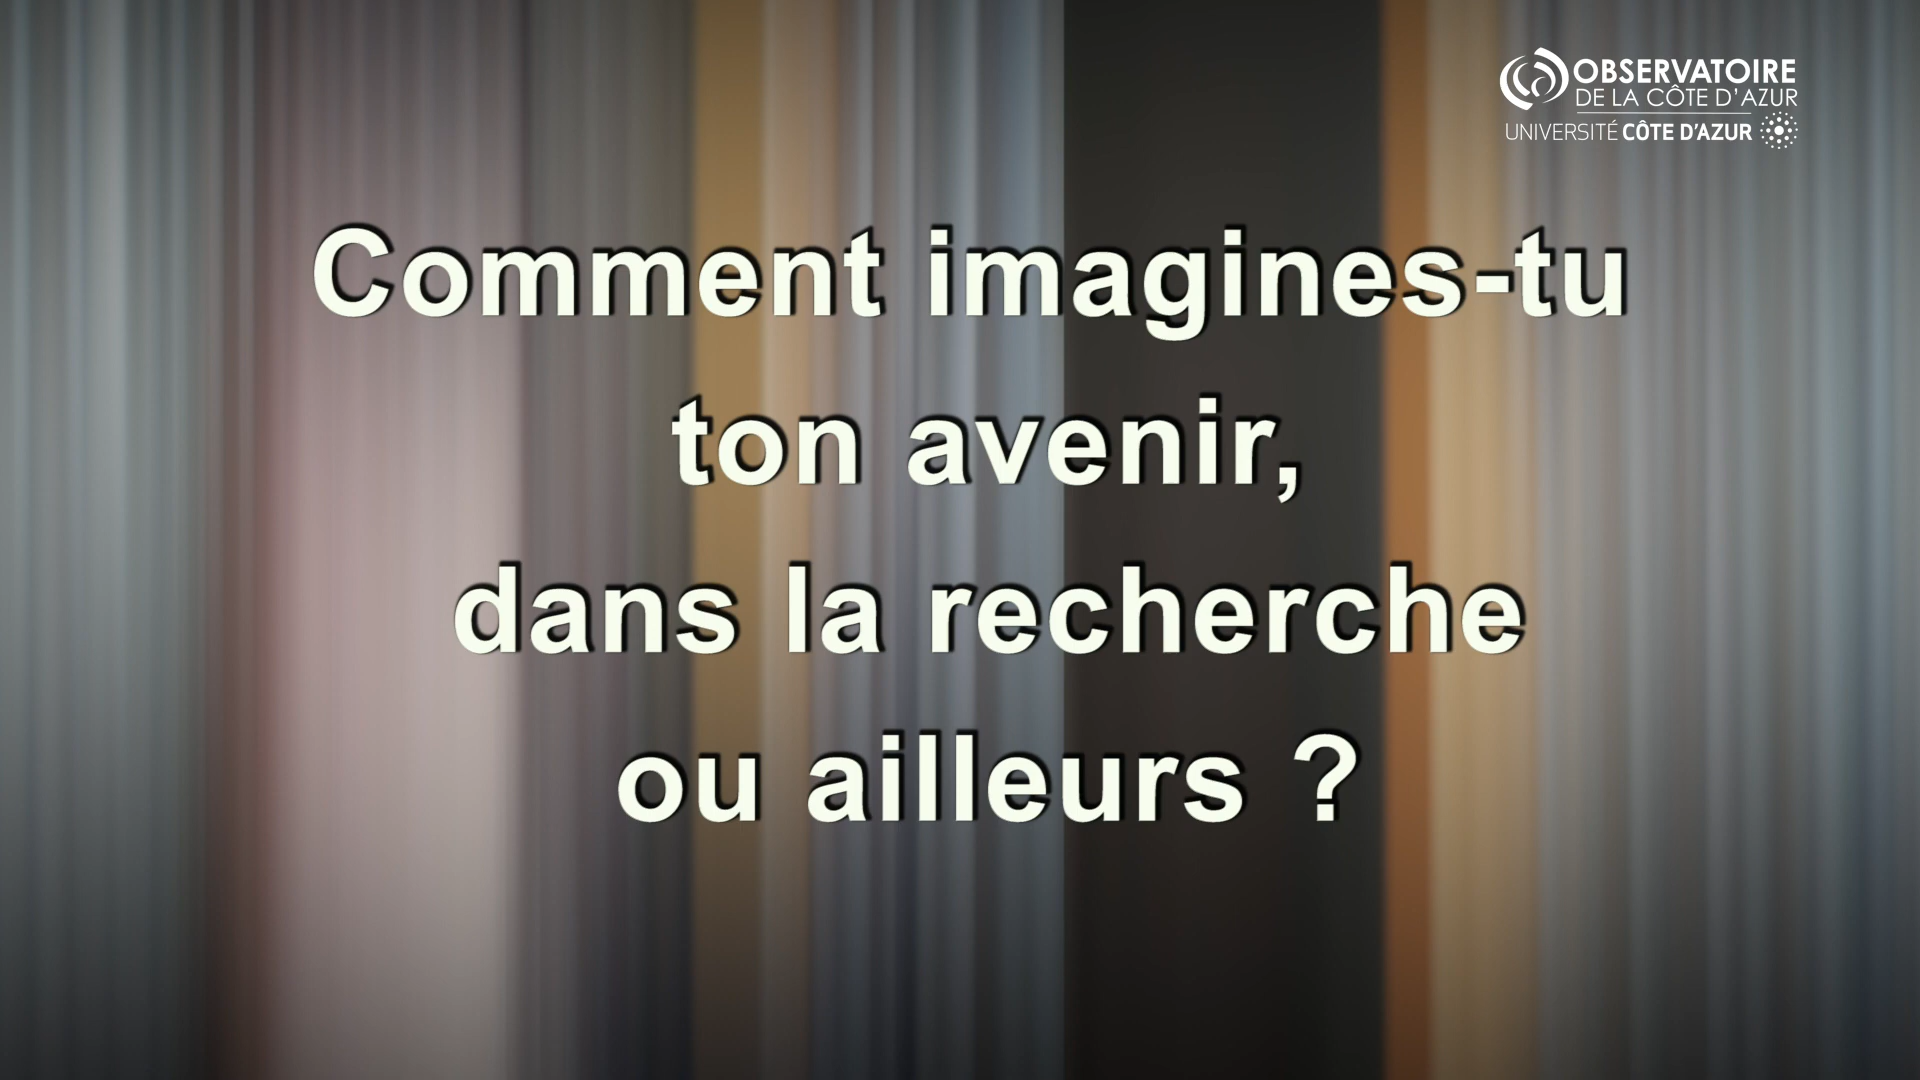 OBSERVATOIRE
DE LA CÔTE D'AZUR
UNIVERSITÉ CÔTE D'AZUR
Comment imagines-tu
ton avenir,
dans la recherche
ou ailleurs ?